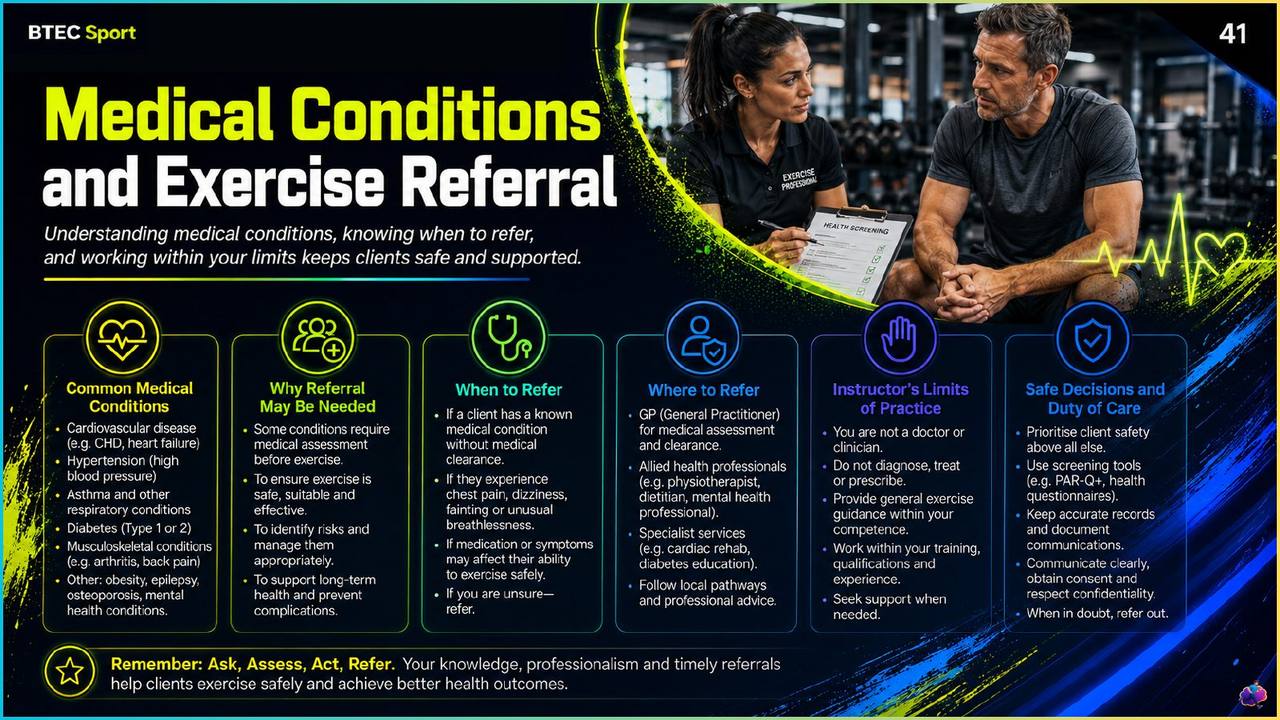 BTEC Sport
41
Medical Conditions
and Exercise Referral
Understanding medical conditions, knowing when to refer,
and working within your limits keeps clients safe and supported.
EXERCISE
PROFESSIONAL
HEALTH SCREENING
Common Medical
Conditions
• Cardiovascular disease
(e.g. CHD, heart failure)
• Hypertension (high
blood pressure)
• Asthma and other
respiratory conditions
• Diabetes (Type 1 or 2)
• Musculoskeletal conditions
(e.g. arthritis, back pain)
• Other: obesity, epilepsy,
osteoporosis, mental
health conditions.
Why Referral
May Be Needed
• Some conditions require
medical assessment
before exercise.
• To ensure exercise is
safe, suitable and
effective.
• To identify risks and
manage them
appropriately.
• To support long-term
health and prevent
complications.
When to Refer
• If a client has a known
medical condition
without medical
clearance.
• If they experience
chest pain, dizziness,
fainting or unusual
breathlessness.
• If medication or symptoms
may affect their ability
to exercise safely.
• If you are unsure—
refer.
Where to Refer
• GP (General Practitioner)
for medical assessment
and clearance.
• Allied health professionals
(e.g. physiotherapist,
dietitian, mental health
professional).
• Specialist services
(e.g. cardiac rehab,
diabetes education).
• Follow local pathways
and professional advice.
Instructor's Limits
of Practice
• You are not a doctor or
clinician.
• Do not diagnose, treat
or prescribe.
• Provide general exercise
guidance within your
competence.
• Work within your training,
qualifications and
experience.
• Seek support when
needed.
Safe Decisions and
Duty of Care
• Prioritise client safety
above all else.
• Use screening tools
(e.g. PAR-Q+, health
questionnaires).
• Keep accurate records
and document
communications.
• Communicate clearly,
obtain consent and
respect confidentiality.
• When in doubt, refer out.
Remember: Ask, Assess, Act, Refer. Your knowledge, professionalism and timely referrals
help clients exercise safely and achieve better health outcomes.